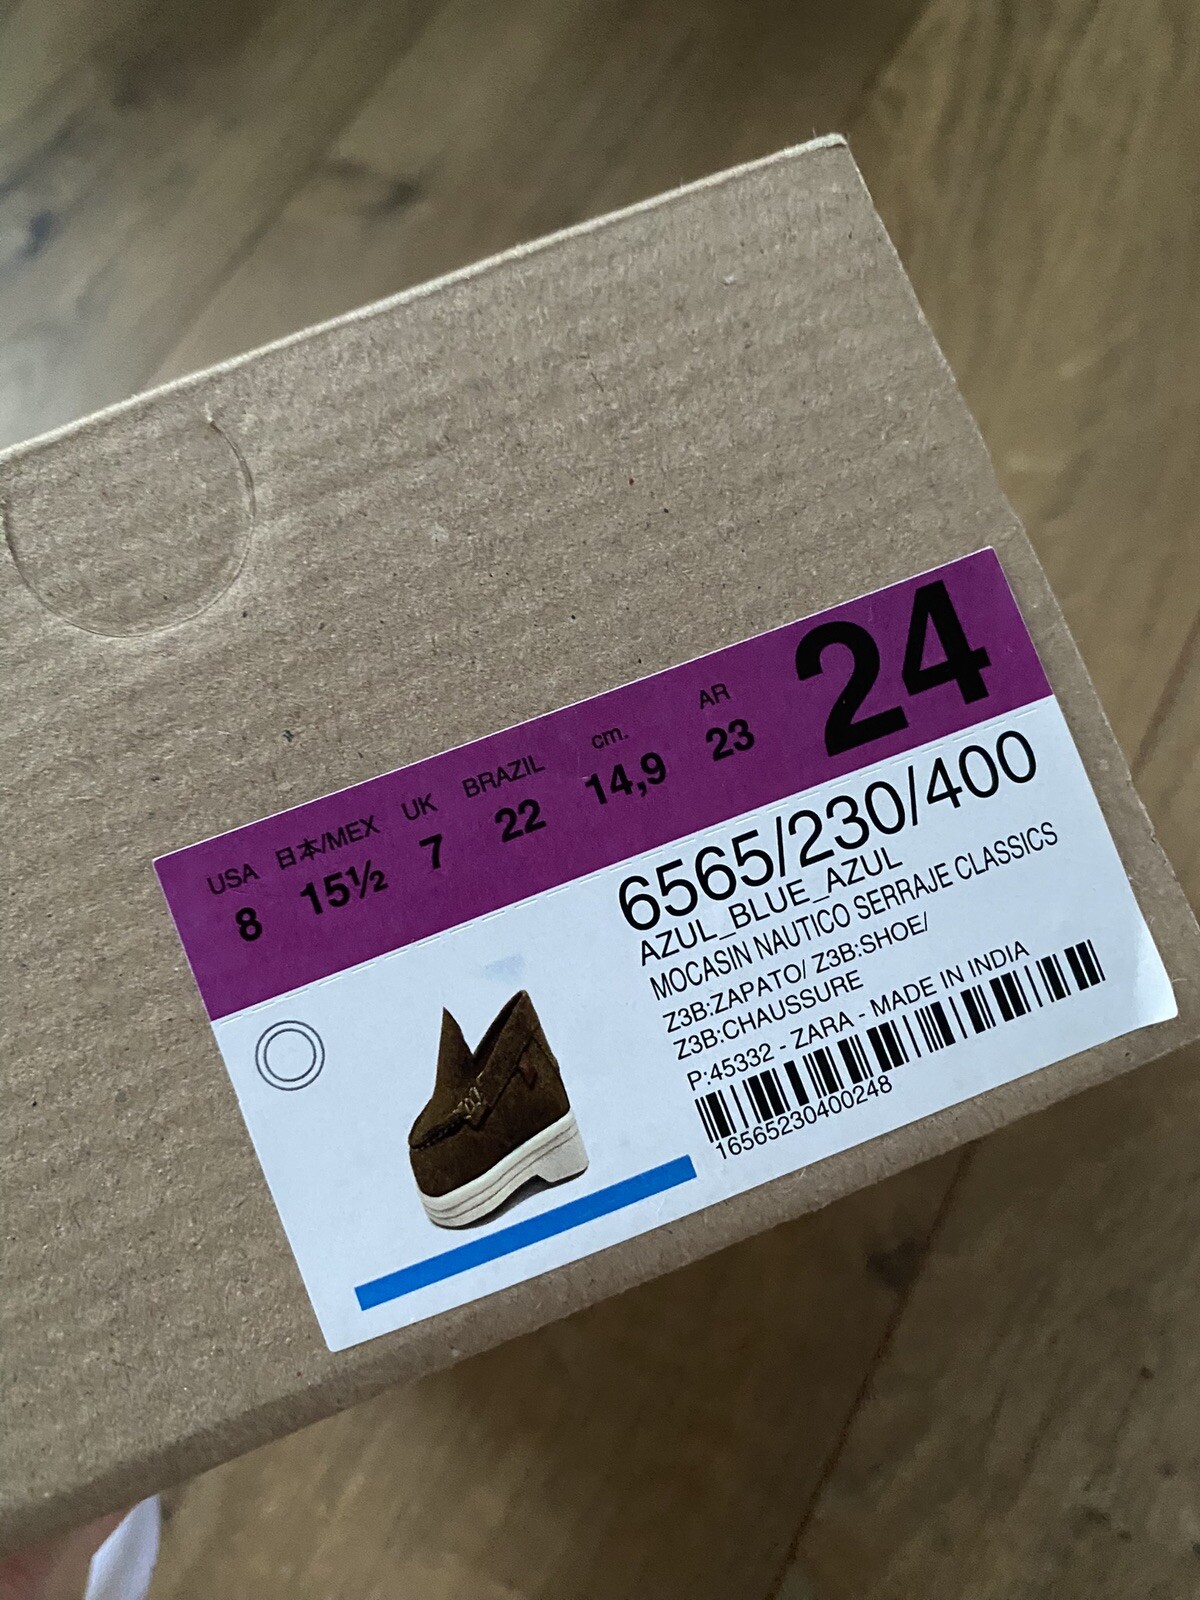 USA 日本/MEX UK BRAZIL cm. AR
8 15½ 7 22 14,9 23
24
6565/230/400
AZUL_BLUE_AZUL
MOCASIN NAUTICO SERRAJE CLASSICS
Z3B:ZAPATO/ Z3B:SHOE/
Z3B:CHAUSSURE
P:45332 - ZARA - MADE IN INDIA
16565230400248